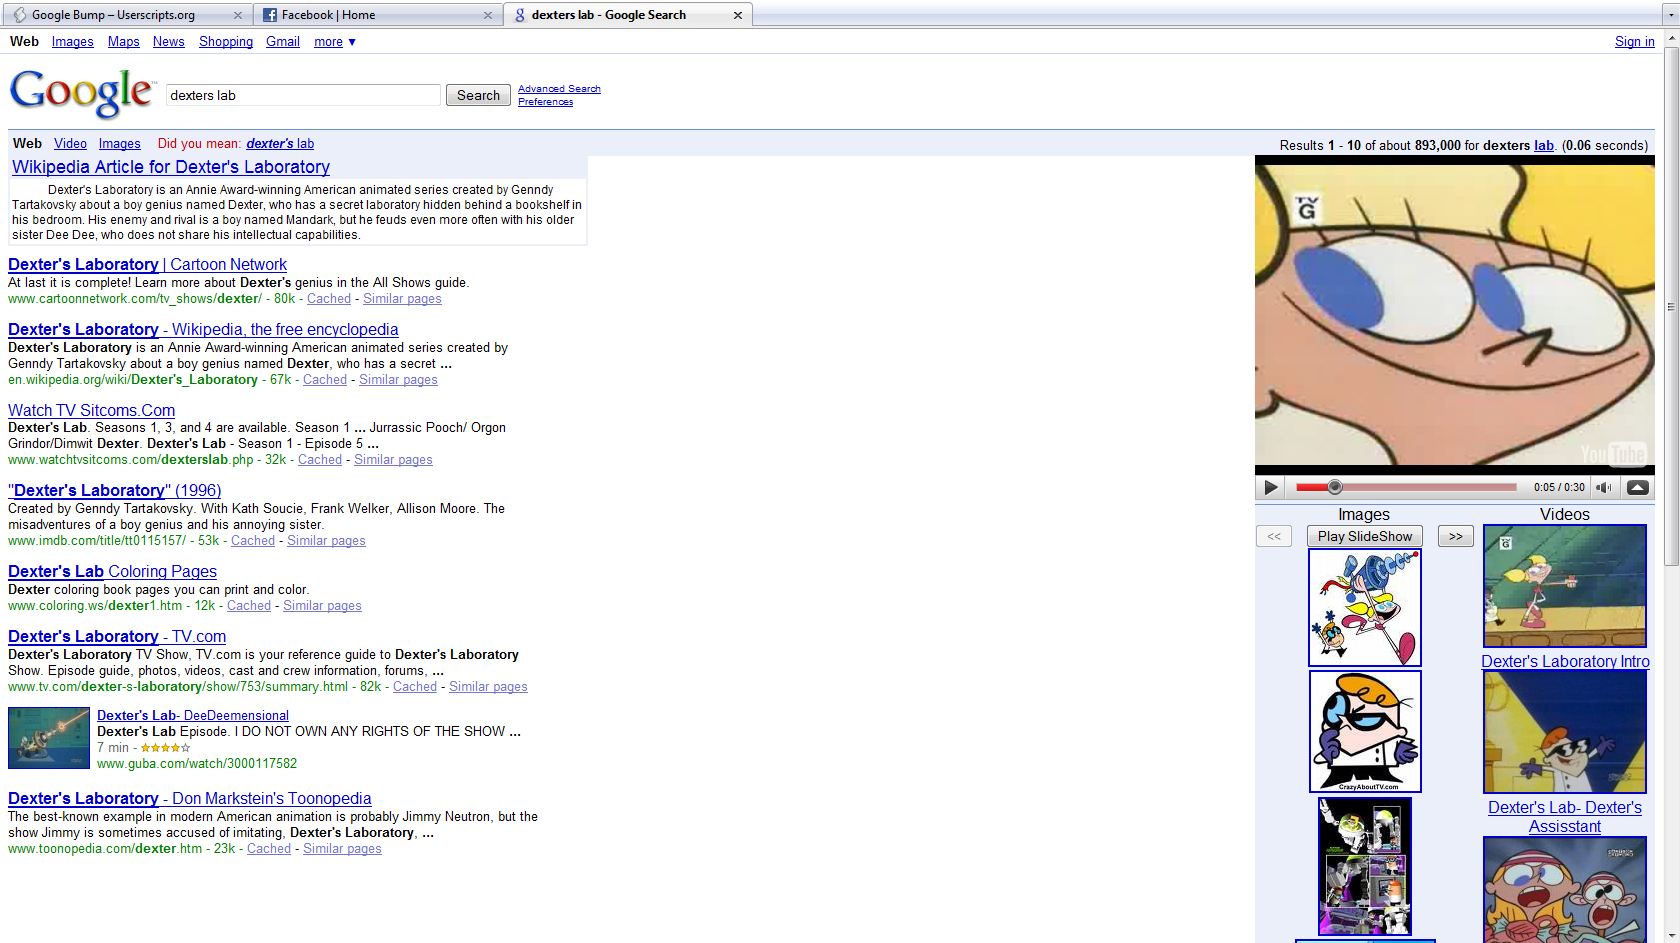 Google Bump – Userscripts.org
Facebook | Home
dexters lab - Google Search
Web Images Maps News Shopping Gmail more ▼
Sign in
Google™
dexters lab
Search
Advanced Search
Preferences
Web Video Images Did you mean: dexter's lab
Results 1 - 10 of about 893,000 for dexters lab. (0.06 seconds)
Wikipedia Article for Dexter's Laboratory
Dexter's Laboratory is an Annie Award-winning American animated series created by Genndy
Tartakovsky about a boy genius named Dexter, who has a secret laboratory hidden behind a bookshelf in
his bedroom. His enemy and rival is a boy named Mandark, but he feuds even more often with his older
sister Dee Dee, who does not share his intellectual capabilities.
Dexter's Laboratory | Cartoon Network
At last it is complete! Learn more about Dexter's genius in the All Shows guide.
www.cartoonnetwork.com/tv_shows/dexter/ - 80k - Cached - Similar pages
Dexter's Laboratory - Wikipedia, the free encyclopedia
Dexter's Laboratory is an Annie Award-winning American animated series created by
Genndy Tartakovsky about a boy genius named Dexter, who has a secret ...
en.wikipedia.org/wiki/Dexter's_Laboratory - 67k - Cached - Similar pages
Watch TV Sitcoms.Com
Dexter's Lab. Seasons 1, 3, and 4 are available. Season 1 ... Jurrassic Pooch/ Orgon
Grindor/Dimwit Dexter. Dexter's Lab - Season 1 - Episode 5 ...
www.watchtvsitcoms.com/dexterslab.php - 32k - Cached - Similar pages
"Dexter's Laboratory" (1996)
Created by Genndy Tartakovsky. With Kath Soucie, Frank Welker, Allison Moore. The
misadventures of a boy genius and his annoying sister.
www.imdb.com/title/tt0115157/ - 53k - Cached - Similar pages
Dexter's Lab Coloring Pages
Dexter coloring book pages you can print and color.
www.coloring.ws/dexter1.htm - 12k - Cached - Similar pages
Dexter's Laboratory - TV.com
Dexter's Laboratory TV Show, TV.com is your reference guide to Dexter's Laboratory
Show. Episode guide, photos, videos, cast and crew information, forums, ...
www.tv.com/dexter-s-laboratory/show/753/summary.html - 82k - Cached - Similar pages
Dexter's Lab- DeeDeemensional
Dexter's Lab Episode. I DO NOT OWN ANY RIGHTS OF THE SHOW ...
7 min -
www.guba.com/watch/3000117582
Dexter's Laboratory - Don Markstein's Toonopedia
The best-known example in modern American animation is probably Jimmy Neutron, but the
show Jimmy is sometimes accused of imitating, Dexter's Laboratory, ...
www.toonopedia.com/dexter.htm - 23k - Cached - Similar pages
TV
G
YouTube
0:05 / 0:30
Images
<< Play SlideShow >>
CrazyAboutTV.com
Videos
TV
G
Dexter's Laboratory Intro
Dexter's Lab- Dexter's
Assisstant